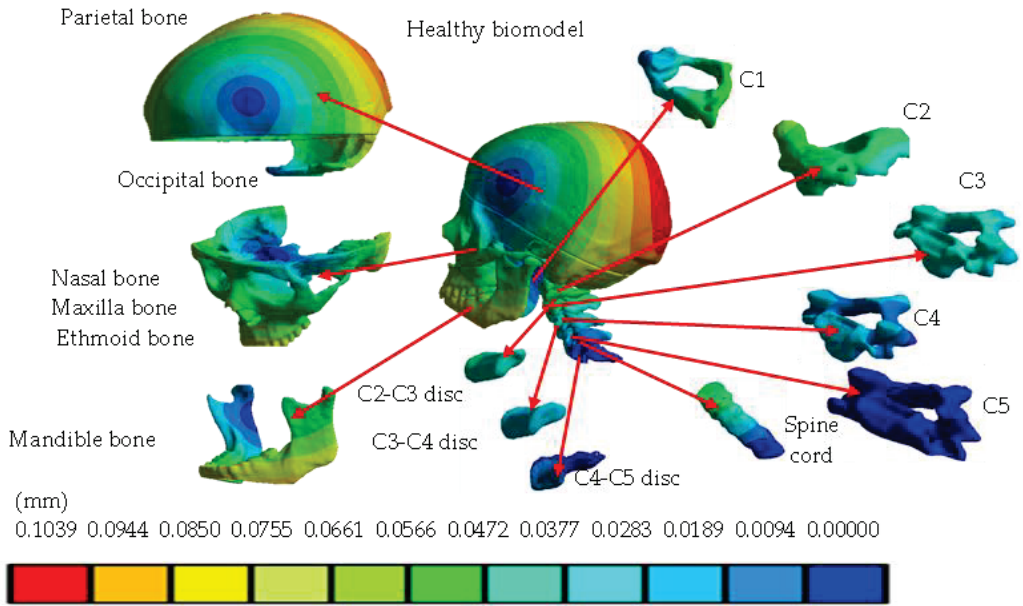 Parietal bone
Healthy biomodel
C1
C2
Occipital bone
C3
Nasal bone
Maxilla bone
Ethmoid bone
C4
C2-C3 disc
C5
Mandible bone
C3-C4 disc
Spine
cord
C4-C5 disc
(mm)
0.1039 0.0944 0.0850 0.0755 0.0661 0.0566 0.0472 0.0377 0.0283 0.0189 0.0094 0.00000